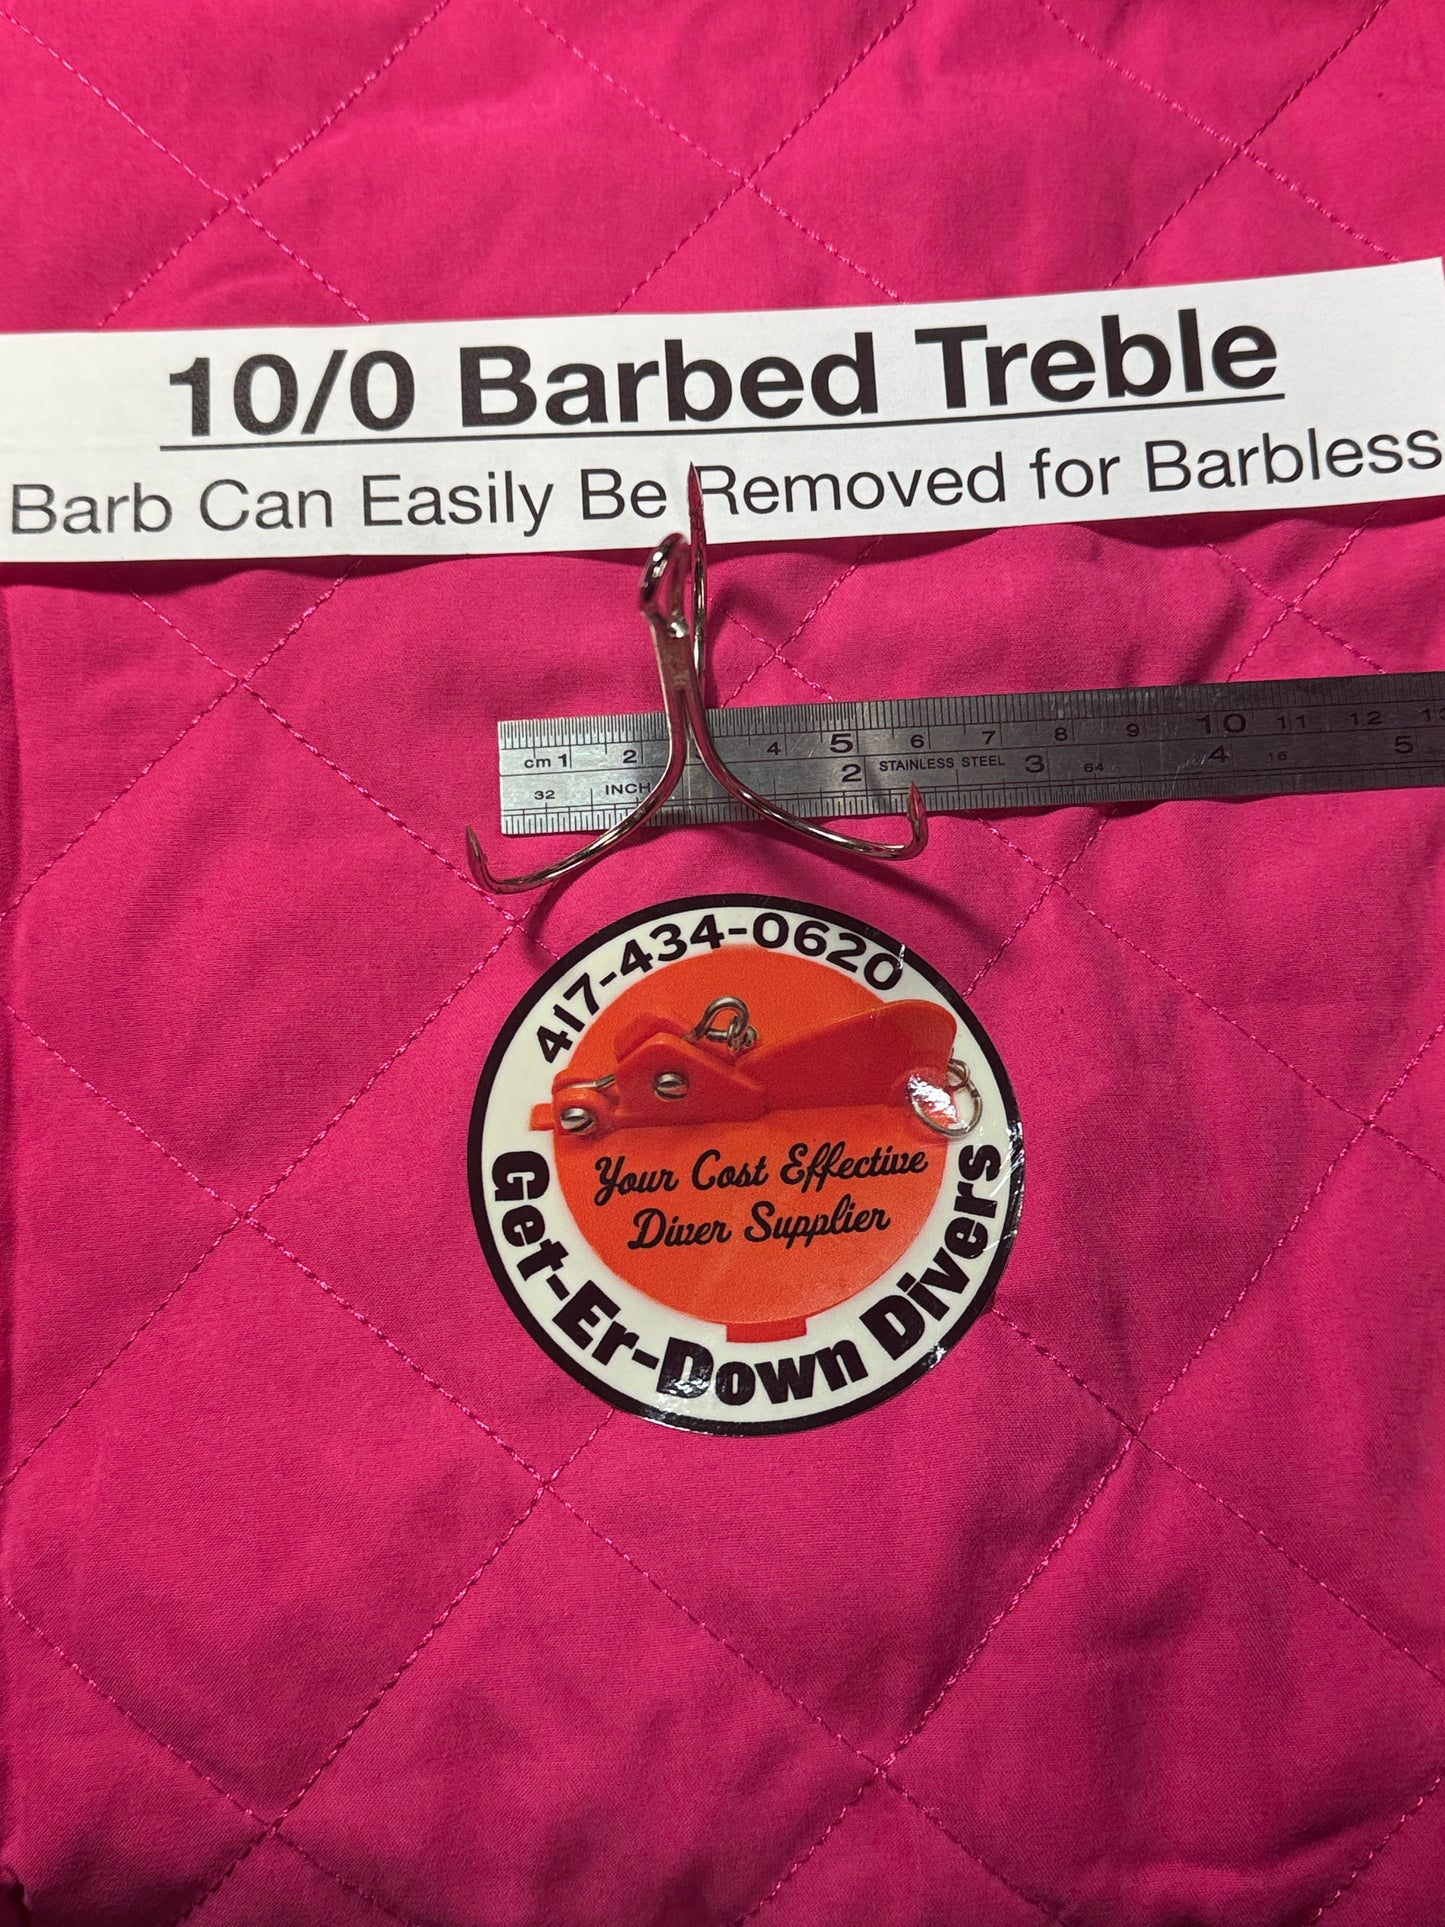 10/0 Barbed Treble
Barb Can Easily Be Removed for Barbless
cm 1 2 4 5 6 7 8 9 10 11 12
32 INCH 2 STAINLESS STEEL 3 64 4 16 5
417-434-0620
Your Cost Effective
Diver Supplier
Get-Er-Down Divers